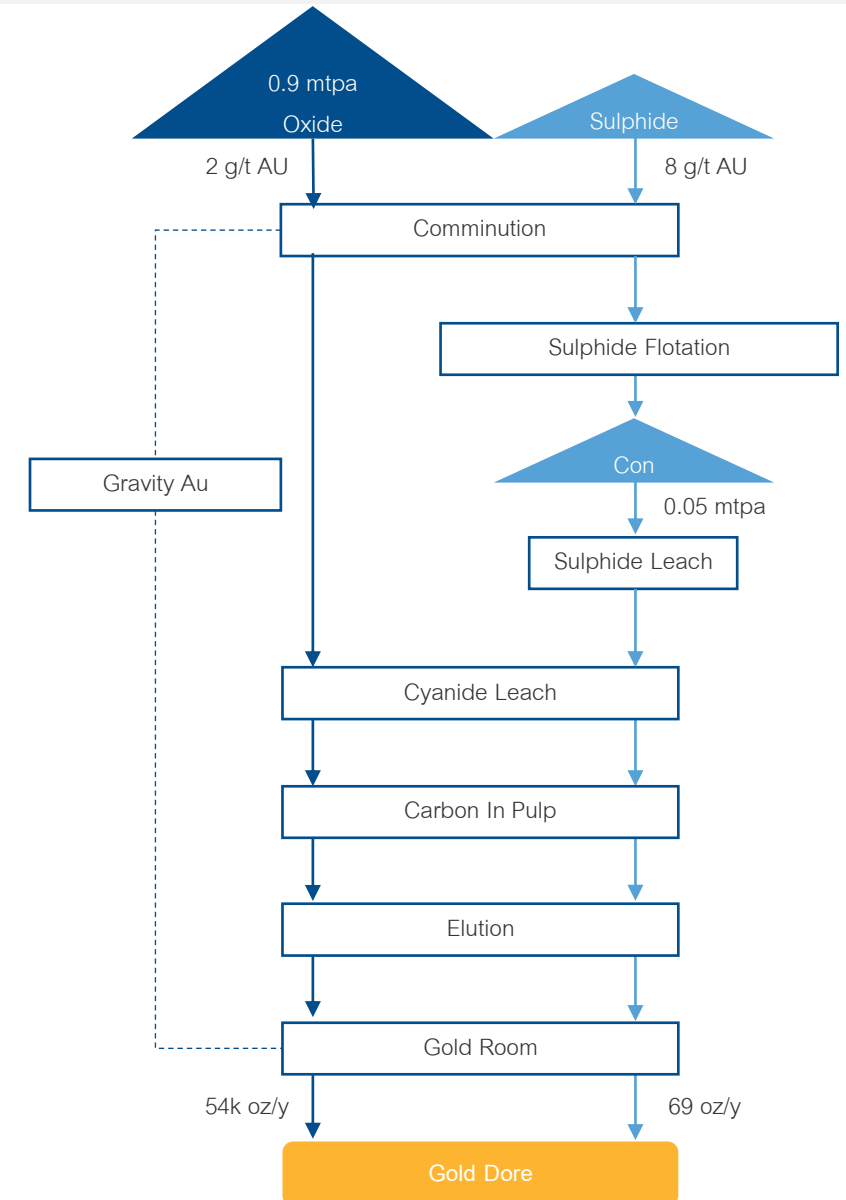 0.9 mtpa
Oxide
Sulphide
2 g/t AU
8 g/t AU
Comminution
Sulphide Flotation
Con
Gravity Au
0.05 mtpa
Sulphide Leach
Cyanide Leach
Carbon In Pulp
Elution
Gold Room
54k oz/y
69 oz/y
Gold Dore